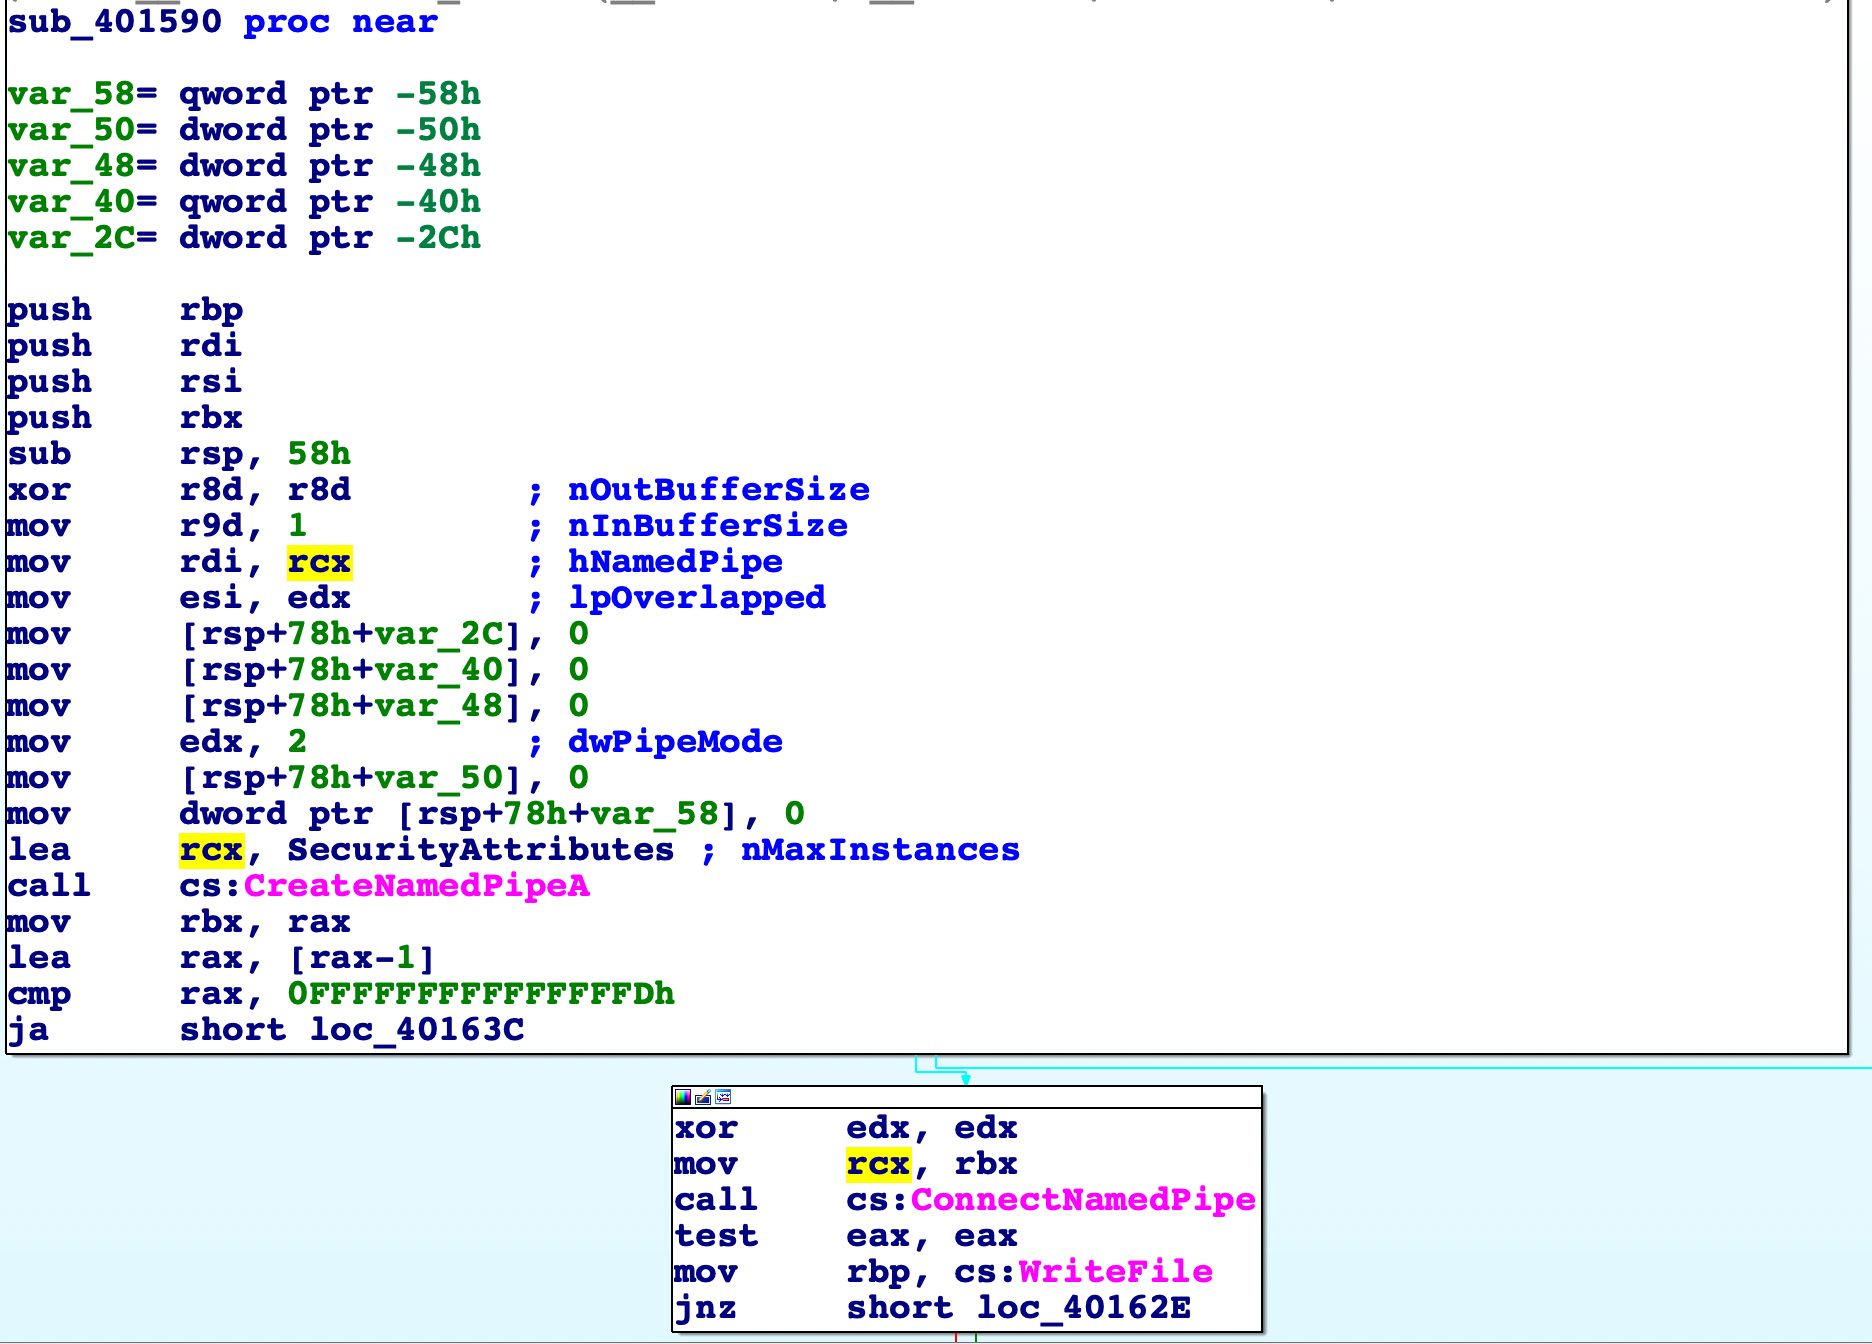 sub_401590 proc near
var_58= qword ptr -58h
var_50= dword ptr -50h
var_48= dword ptr -48h
var_40= qword ptr -40h
var_2C= dword ptr -2Ch
push rbp
push rdi
push rsi
push rbx
sub rsp, 58h
xor r8d, r8d ; nOutBufferSize
mov r9d, 1 ; nInBufferSize
mov rdi, rcx ; hNamedPipe
mov esi, edx ; lpOverlapped
mov [rsp+78h+var_2C], 0
mov [rsp+78h+var_40], 0
mov [rsp+78h+var_48], 0
mov edx, 2 ; dwPipeMode
mov [rsp+78h+var_50], 0
mov dword ptr [rsp+78h+var_58], 0
lea rcx, SecurityAttributes ; nMaxInstances
call cs:CreateNamedPipeA
mov rbx, rax
lea rax, [rax-1]
cmp rax, 0FFFFFFFFFFFFFFFDh
ja short loc_40163C
xor edx, edx
mov rcx, rbx
call cs:ConnectNamedPipe
test eax, eax
mov rbp, cs:WriteFile
jnz short loc_40162E